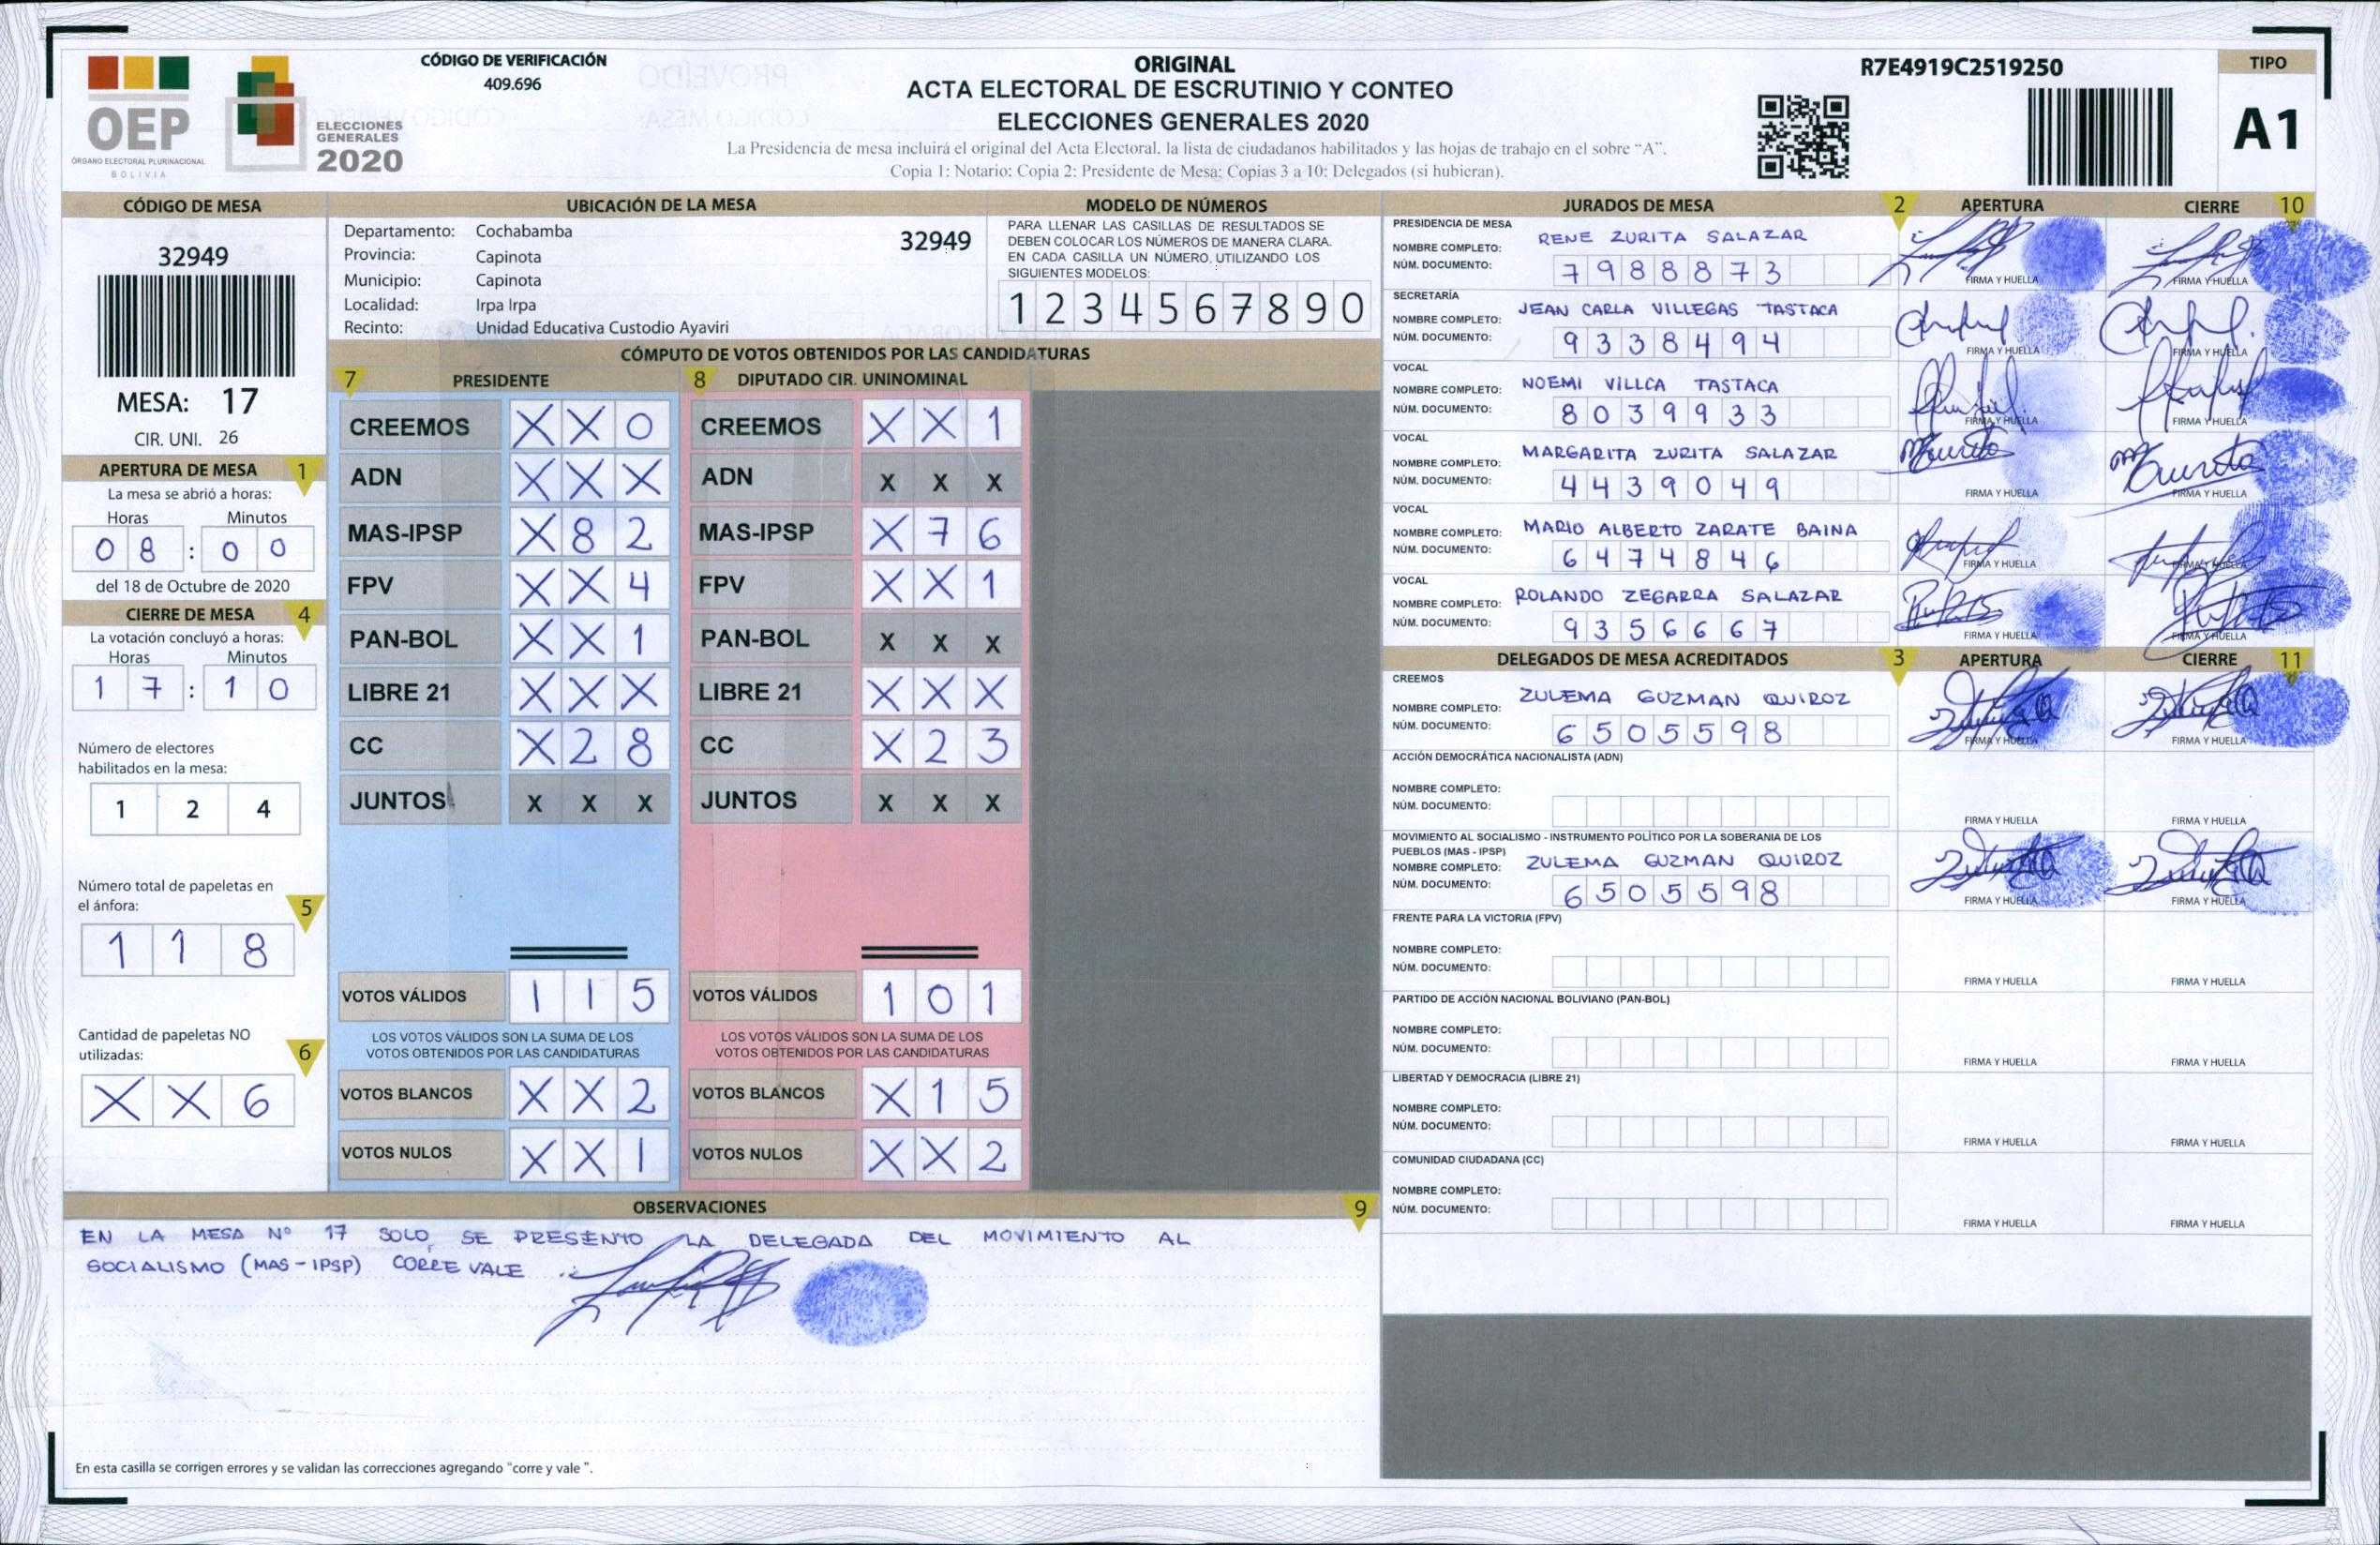 OEP
ÓRGANO ELECTORAL PLURINACIONAL
BOLIVIA
ELECCIONES
GENERALES
2020
CÓDIGO DE VERIFICACIÓN
409.696
ORIGINAL
ACTA ELECTORAL DE ESCRUTINIO Y CONTEO
ELECCIONES GENERALES 2020
La Presidencia de mesa incluirá el original del Acta Electoral, la lista de ciudadanos habilitados y las hojas de trabajo en el sobre "A".
Copia 1: Notario; Copia 2: Presidente de Mesa; Copias 3 a 10: Delegados (si hubieran).
R7E4919C2519250
TIPO
A1
CÓDIGO DE MESA
32949
MESA: 17
CIR. UNI. 26
APERTURA DE MESA 1
La mesa se abrió a horas:
Horas Minutos
08 : 00
del 18 de Octubre de 2020
CIERRE DE MESA 4
La votación concluyó a horas:
Horas Minutos
17 : 10
Número de electores
habilitados en la mesa:
1 2 4
Número total de papeletas en
el ánfora: 5
1 1 8
Cantidad de papeletas NO
utilizadas: 6
X X 6
UBICACIÓN DE LA MESA
Departamento: Cochabamba 32949
Provincia: Capinota
Municipio: Capinota
Localidad: Irpa Irpa
Recinto: Unidad Educativa Custodio Ayaviri
MODELO DE NÚMEROS
PARA LLENAR LAS CASILLAS DE RESULTADOS SE
DEBEN COLOCAR LOS NÚMEROS DE MANERA CLARA.
EN CADA CASILLA UN NÚMERO, UTILIZANDO LOS
SIGUIENTES MODELOS:
1 2 3 4 5 6 7 8 9 0
CÓMPUTO DE VOTOS OBTENIDOS POR LAS CANDIDATURAS
7 PRESIDENTE
CREEMOS X X 0
ADN X X X
MAS-IPSP X 8 2
FPV X X 4
PAN-BOL X X 1
LIBRE 21 X X X
CC X 2 8
JUNTOS X X X
VOTOS VÁLIDOS 1 1 5
LOS VOTOS VÁLIDOS SON LA SUMA DE LOS
VOTOS OBTENIDOS POR LAS CANDIDATURAS
VOTOS BLANCOS X X 2
VOTOS NULOS X X 1
8 DIPUTADO CIR. UNINOMINAL
CREEMOS X X 1
ADN X X X
MAS-IPSP X 7 6
FPV X X 1
PAN-BOL X X X
LIBRE 21 X X X
CC X 2 3
JUNTOS X X X
VOTOS VÁLIDOS 1 0 1
LOS VOTOS VÁLIDOS SON LA SUMA DE LOS
VOTOS OBTENIDOS POR LAS CANDIDATURAS
VOTOS BLANCOS X 1 5
VOTOS NULOS X X 2
OBSERVACIONES 9
EN LA MESA Nº 17 SOLO SE PRESENTO LA DELEGADA DEL MOVIMIENTO AL
SOCIALISMO (MAS-IPSP) CORRE VALE
En esta casilla se corrigen errores y se validan las correcciones agregando "corre y vale ".
JURADOS DE MESA 2 APERTURA CIERRE 10
PRESIDENCIA DE MESA
NOMBRE COMPLETO: RENE ZURITA SALAZAR
NÚM. DOCUMENTO: 7988873
FIRMA Y HUELLA FIRMA Y HUELLA
SECRETARÍA
NOMBRE COMPLETO: JEAN CARLA VILLEGAS TASTACA
NÚM. DOCUMENTO: 9338494
FIRMA Y HUELLA FIRMA Y HUELLA
VOCAL
NOMBRE COMPLETO: NOEMI VILLCA TASTACA
NÚM. DOCUMENTO: 8039933
FIRMA Y HUELLA FIRMA Y HUELLA
VOCAL
NOMBRE COMPLETO: MARGARITA ZURITA SALAZAR
NÚM. DOCUMENTO: 4439049
FIRMA Y HUELLA FIRMA Y HUELLA
VOCAL
NOMBRE COMPLETO: MARIO ALBERTO ZARATE BAINA
NÚM. DOCUMENTO: 6474846
FIRMA Y HUELLA FIRMA Y HUELLA
VOCAL
NOMBRE COMPLETO: ROLANDO ZEGARRA SALAZAR
NÚM. DOCUMENTO: 9356667
FIRMA Y HUELLA FIRMA Y HUELLA
DELEGADOS DE MESA ACREDITADOS 3 APERTURA CIERRE 11
CREEMOS
NOMBRE COMPLETO: ZULEMA GUZMAN QUIROZ
NÚM. DOCUMENTO: 6505598
FIRMA Y HUELLA FIRMA Y HUELLA
ACCIÓN DEMOCRÁTICA NACIONALISTA (ADN)
NOMBRE COMPLETO:
NÚM. DOCUMENTO:
FIRMA Y HUELLA FIRMA Y HUELLA
MOVIMIENTO AL SOCIALISMO - INSTRUMENTO POLÍTICO POR LA SOBERANIA DE LOS
PUEBLOS (MAS - IPSP)
NOMBRE COMPLETO: ZULEMA GUZMAN QUIROZ
NÚM. DOCUMENTO: 6505598
FIRMA Y HUELLA FIRMA Y HUELLA
FRENTE PARA LA VICTORIA (FPV)
NOMBRE COMPLETO:
NÚM. DOCUMENTO:
FIRMA Y HUELLA FIRMA Y HUELLA
PARTIDO DE ACCIÓN NACIONAL BOLIVIANO (PAN-BOL)
NOMBRE COMPLETO:
NÚM. DOCUMENTO:
FIRMA Y HUELLA FIRMA Y HUELLA
LIBERTAD Y DEMOCRACIA (LIBRE 21)
NOMBRE COMPLETO:
NÚM. DOCUMENTO:
FIRMA Y HUELLA FIRMA Y HUELLA
COMUNIDAD CIUDADANA (CC)
NOMBRE COMPLETO:
NÚM. DOCUMENTO:
FIRMA Y HUELLA FIRMA Y HUELLA